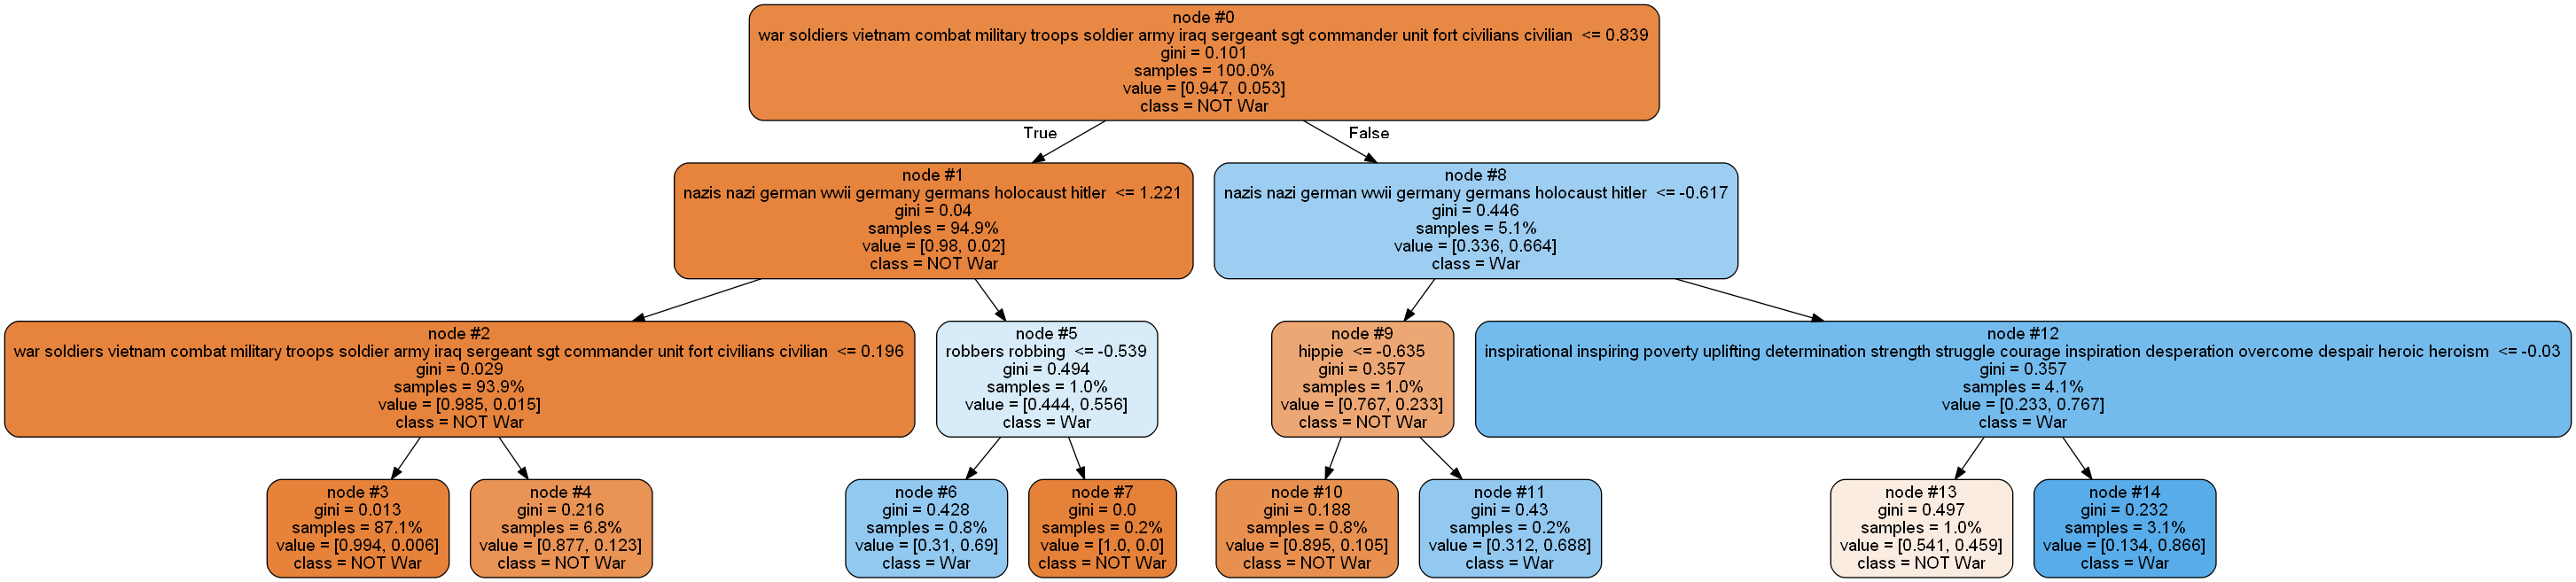 node #0
war soldiers vietnam combat military troops soldier army iraq sergeant sgt commander unit fort civilians civilian <= 0.839
gini = 0.101
samples = 100.0%
value = [0.947, 0.053]
class = NOT War
True
False
node #1
nazis nazi german wwii germany germans holocaust hitler <= 1.221
gini = 0.04
samples = 94.9%
value = [0.98, 0.02]
class = NOT War
node #8
nazis nazi german wwii germany germans holocaust hitler <= -0.617
gini = 0.446
samples = 5.1%
value = [0.336, 0.664]
class = War
node #2
war soldiers vietnam combat military troops soldier army iraq sergeant sgt commander unit fort civilians civilian <= 0.196
gini = 0.029
samples = 93.9%
value = [0.985, 0.015]
class = NOT War
node #5
robbers robbing <= -0.539
gini = 0.494
samples = 1.0%
value = [0.444, 0.556]
class = War
node #9
hippie <= -0.635
gini = 0.357
samples = 1.0%
value = [0.767, 0.233]
class = NOT War
node #12
inspirational inspiring poverty uplifting determination strength struggle courage inspiration desperation overcome despair heroic heroism <= -0.03
gini = 0.357
samples = 4.1%
value = [0.233, 0.767]
class = War
node #3
gini = 0.013
samples = 87.1%
value = [0.994, 0.006]
class = NOT War
node #4
gini = 0.216
samples = 6.8%
value = [0.877, 0.123]
class = NOT War
node #6
gini = 0.428
samples = 0.8%
value = [0.31, 0.69]
class = War
node #7
gini = 0.0
samples = 0.2%
value = [1.0, 0.0]
class = NOT War
node #10
gini = 0.188
samples = 0.8%
value = [0.895, 0.105]
class = NOT War
node #11
gini = 0.43
samples = 0.2%
value = [0.312, 0.688]
class = War
node #13
gini = 0.497
samples = 1.0%
value = [0.541, 0.459]
class = NOT War
node #14
gini = 0.232
samples = 3.1%
value = [0.134, 0.866]
class = War